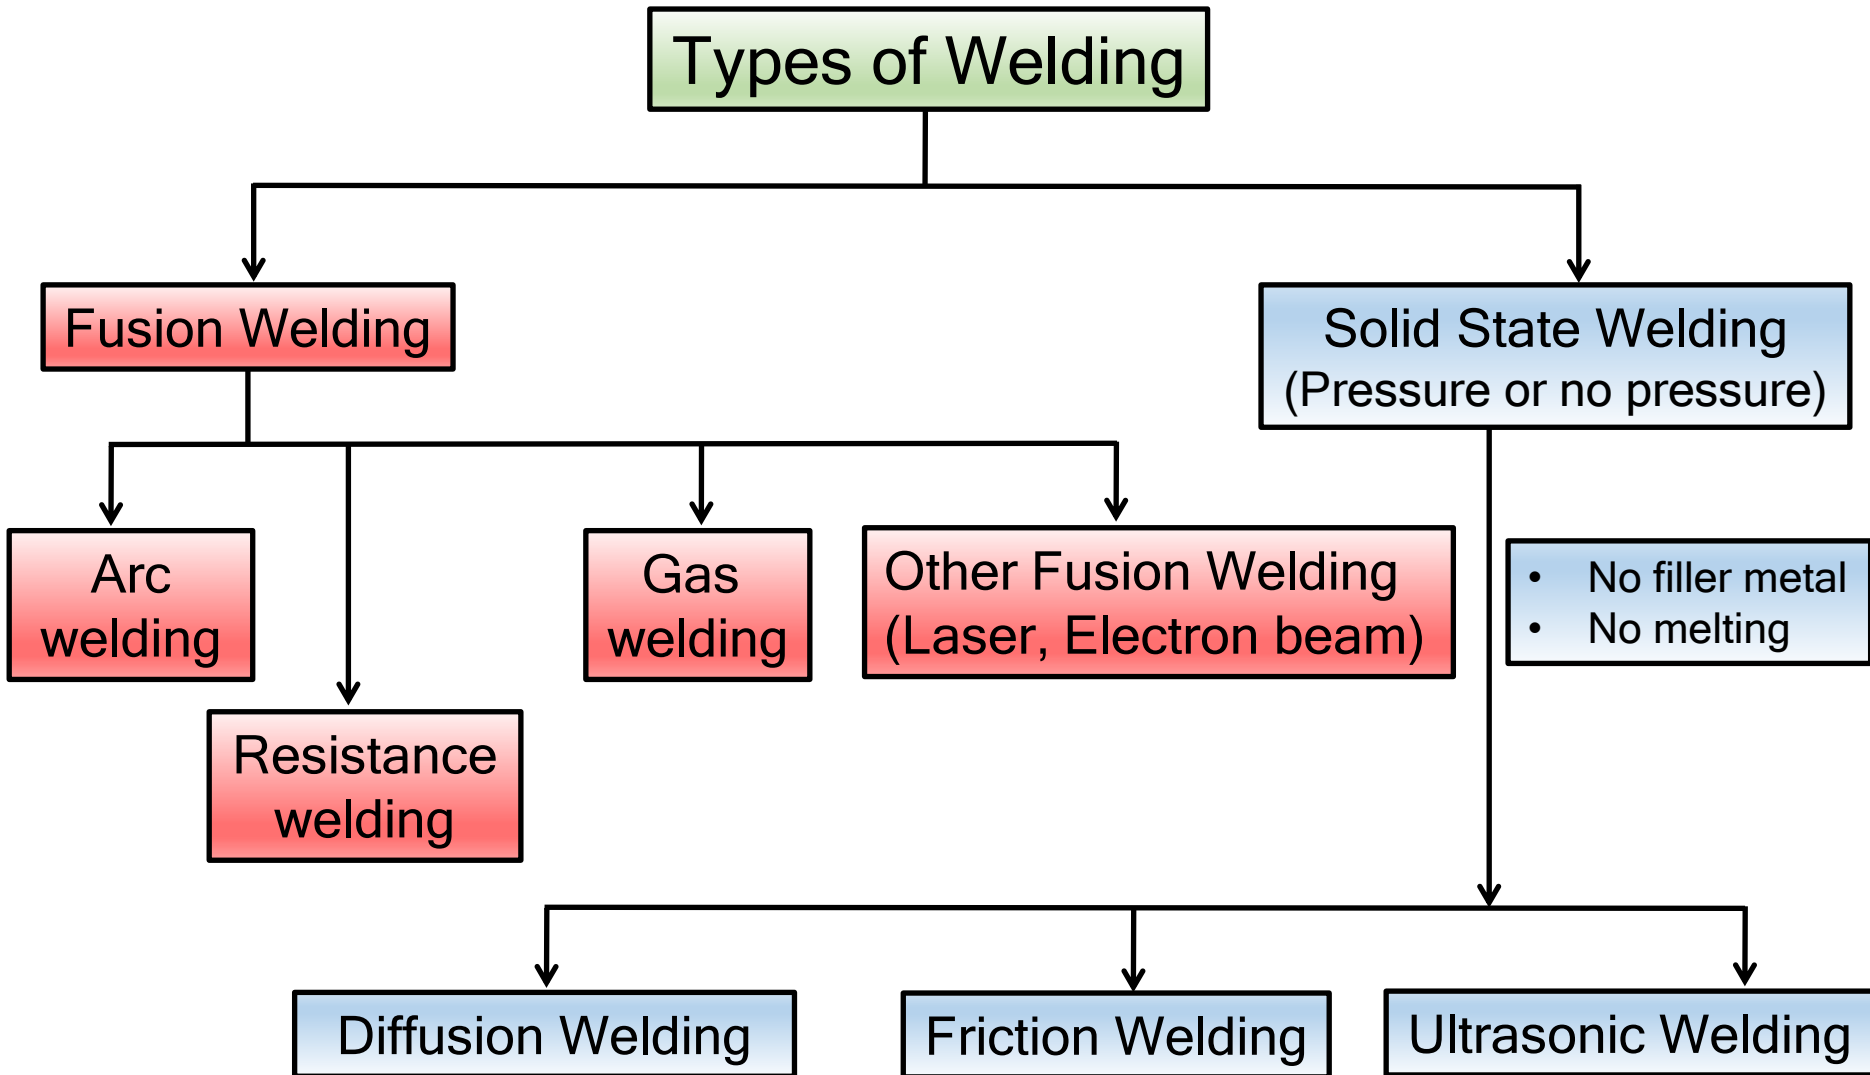 Types of Welding
Fusion Welding
Solid State Welding
(Pressure or no pressure)
Arc
welding
Gas
welding
Other Fusion Welding
(Laser, Electron beam)
• No filler metal
• No melting
Resistance
welding
Diffusion Welding
Friction Welding
Ultrasonic Welding